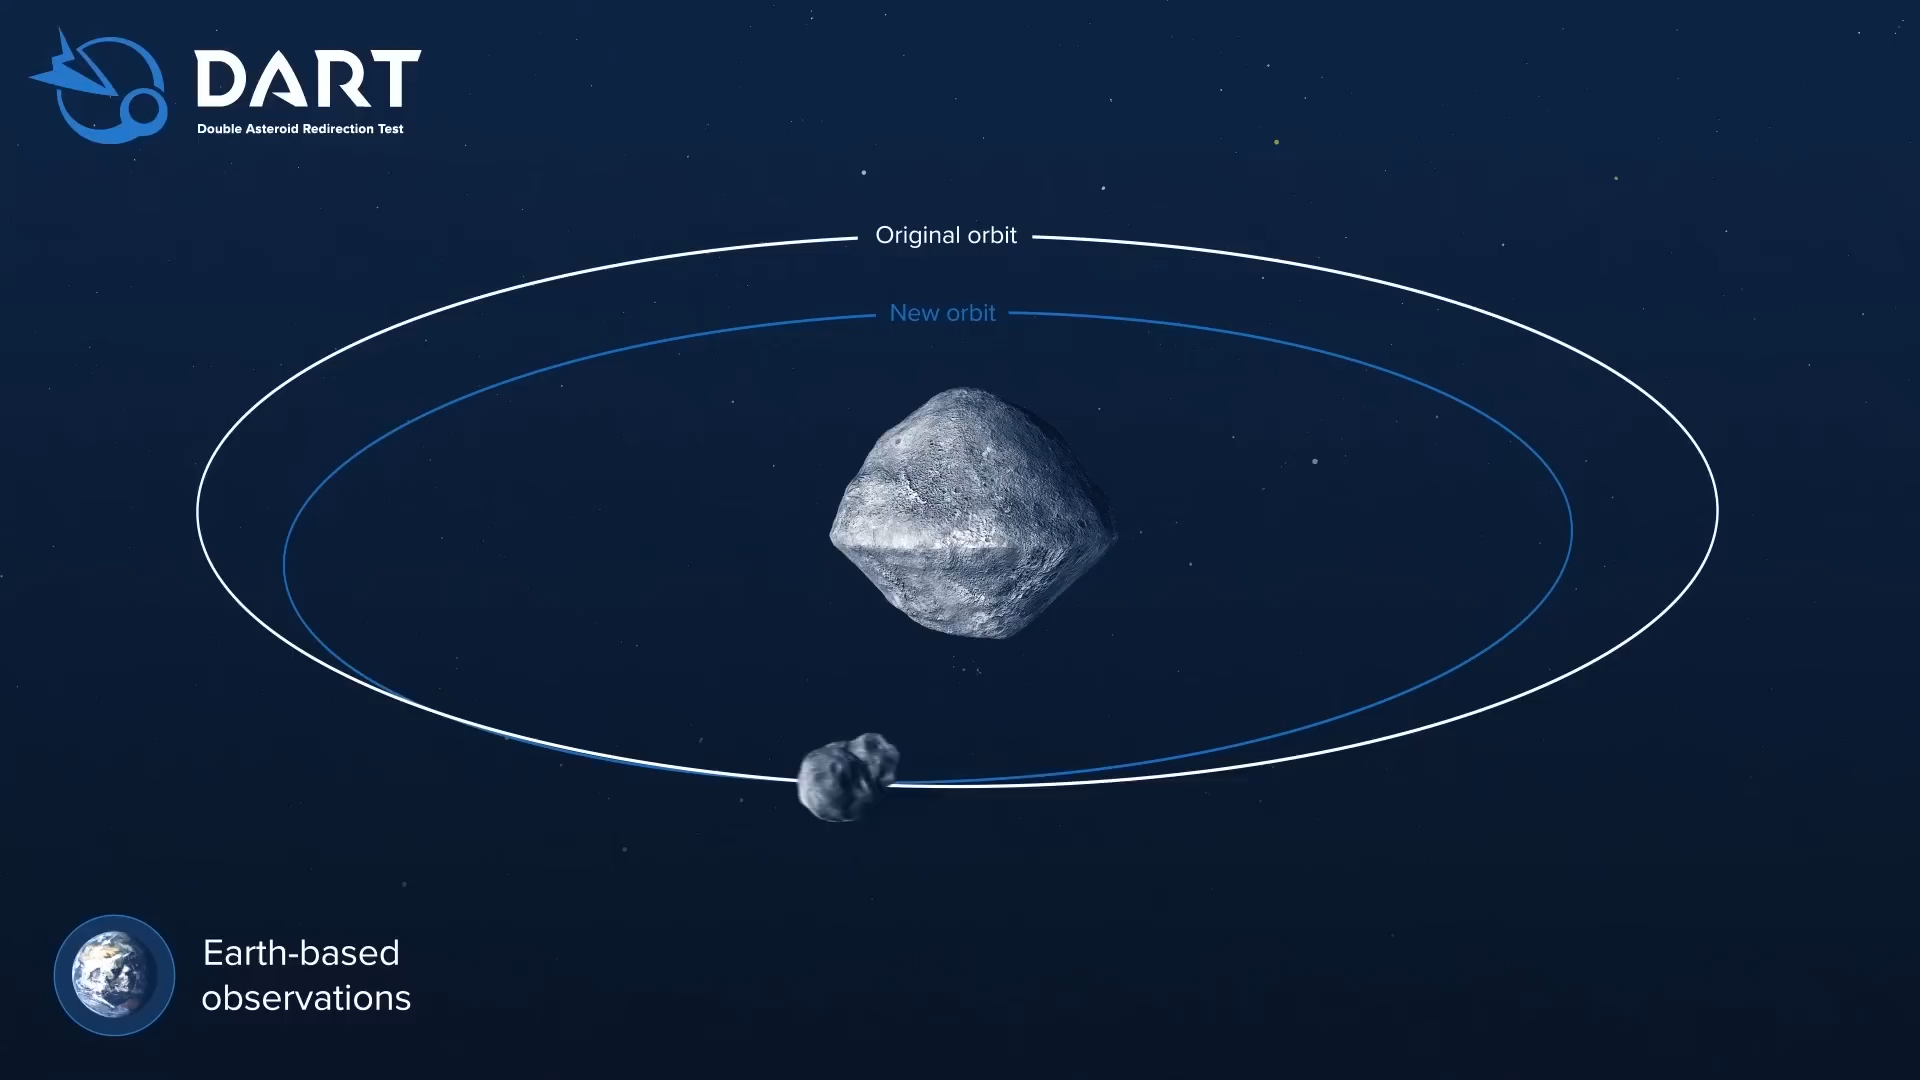 DART
Double Asteroid Redirection Test
Original orbit
New orbit
Earth-based
observations